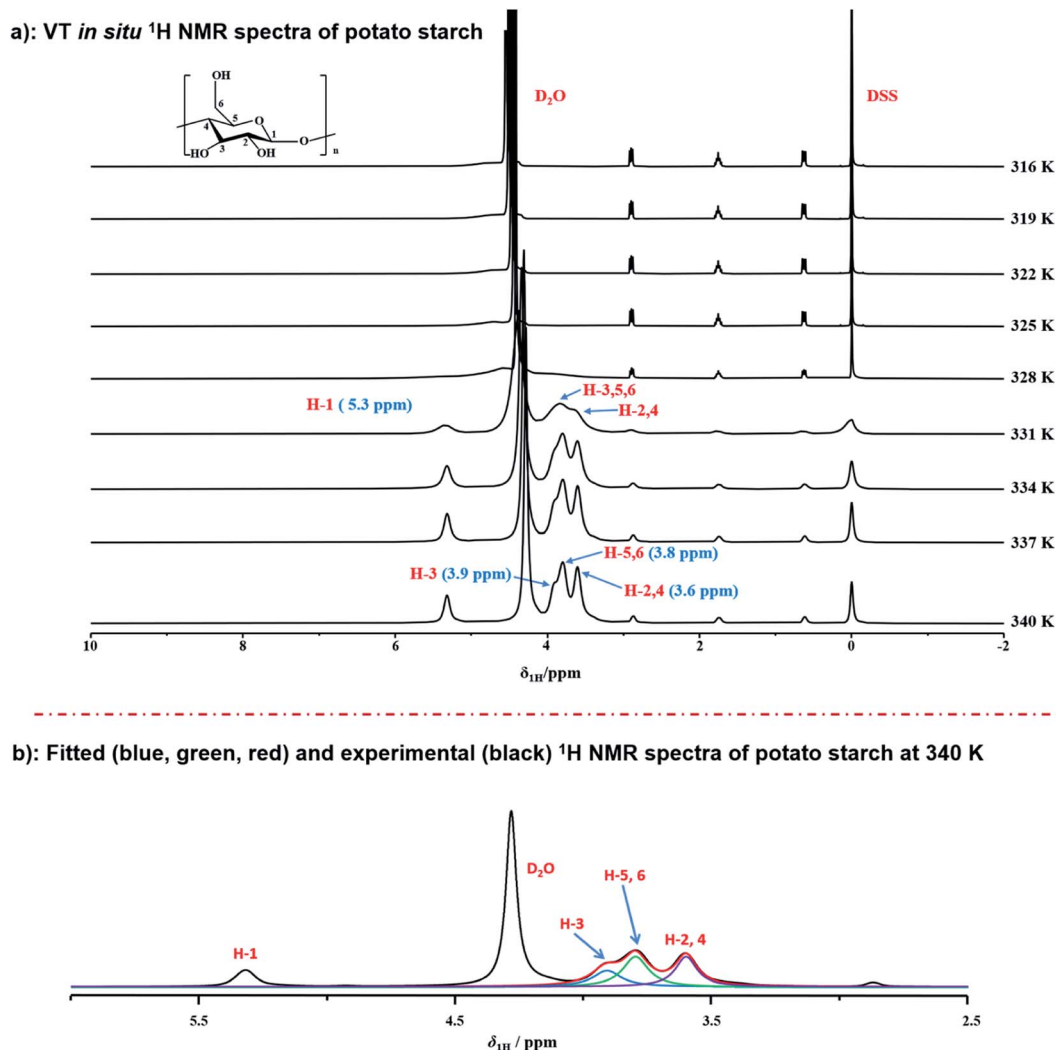 a): VT in situ ¹H NMR spectra of potato starch
OH
6
5
O
4
1
HO
3
2
OH
O
n
D₂O
DSS
316 K
319 K
322 K
325 K
328 K
H-3,5,6
H-1 ( 5.3 ppm)
H-2,4
331 K
334 K
337 K
H-5,6 (3.8 ppm)
H-3 (3.9 ppm)
H-2,4 (3.6 ppm)
340 K
10 8 6 4 2 0 -2
δ₁H/ppm
b): Fitted (blue, green, red) and experimental (black) ¹H NMR spectra of potato starch at 340 K
D₂O
H-5, 6
H-3
H-1
H-2, 4
5.5 4.5 3.5 2.5
δ₁H / ppm